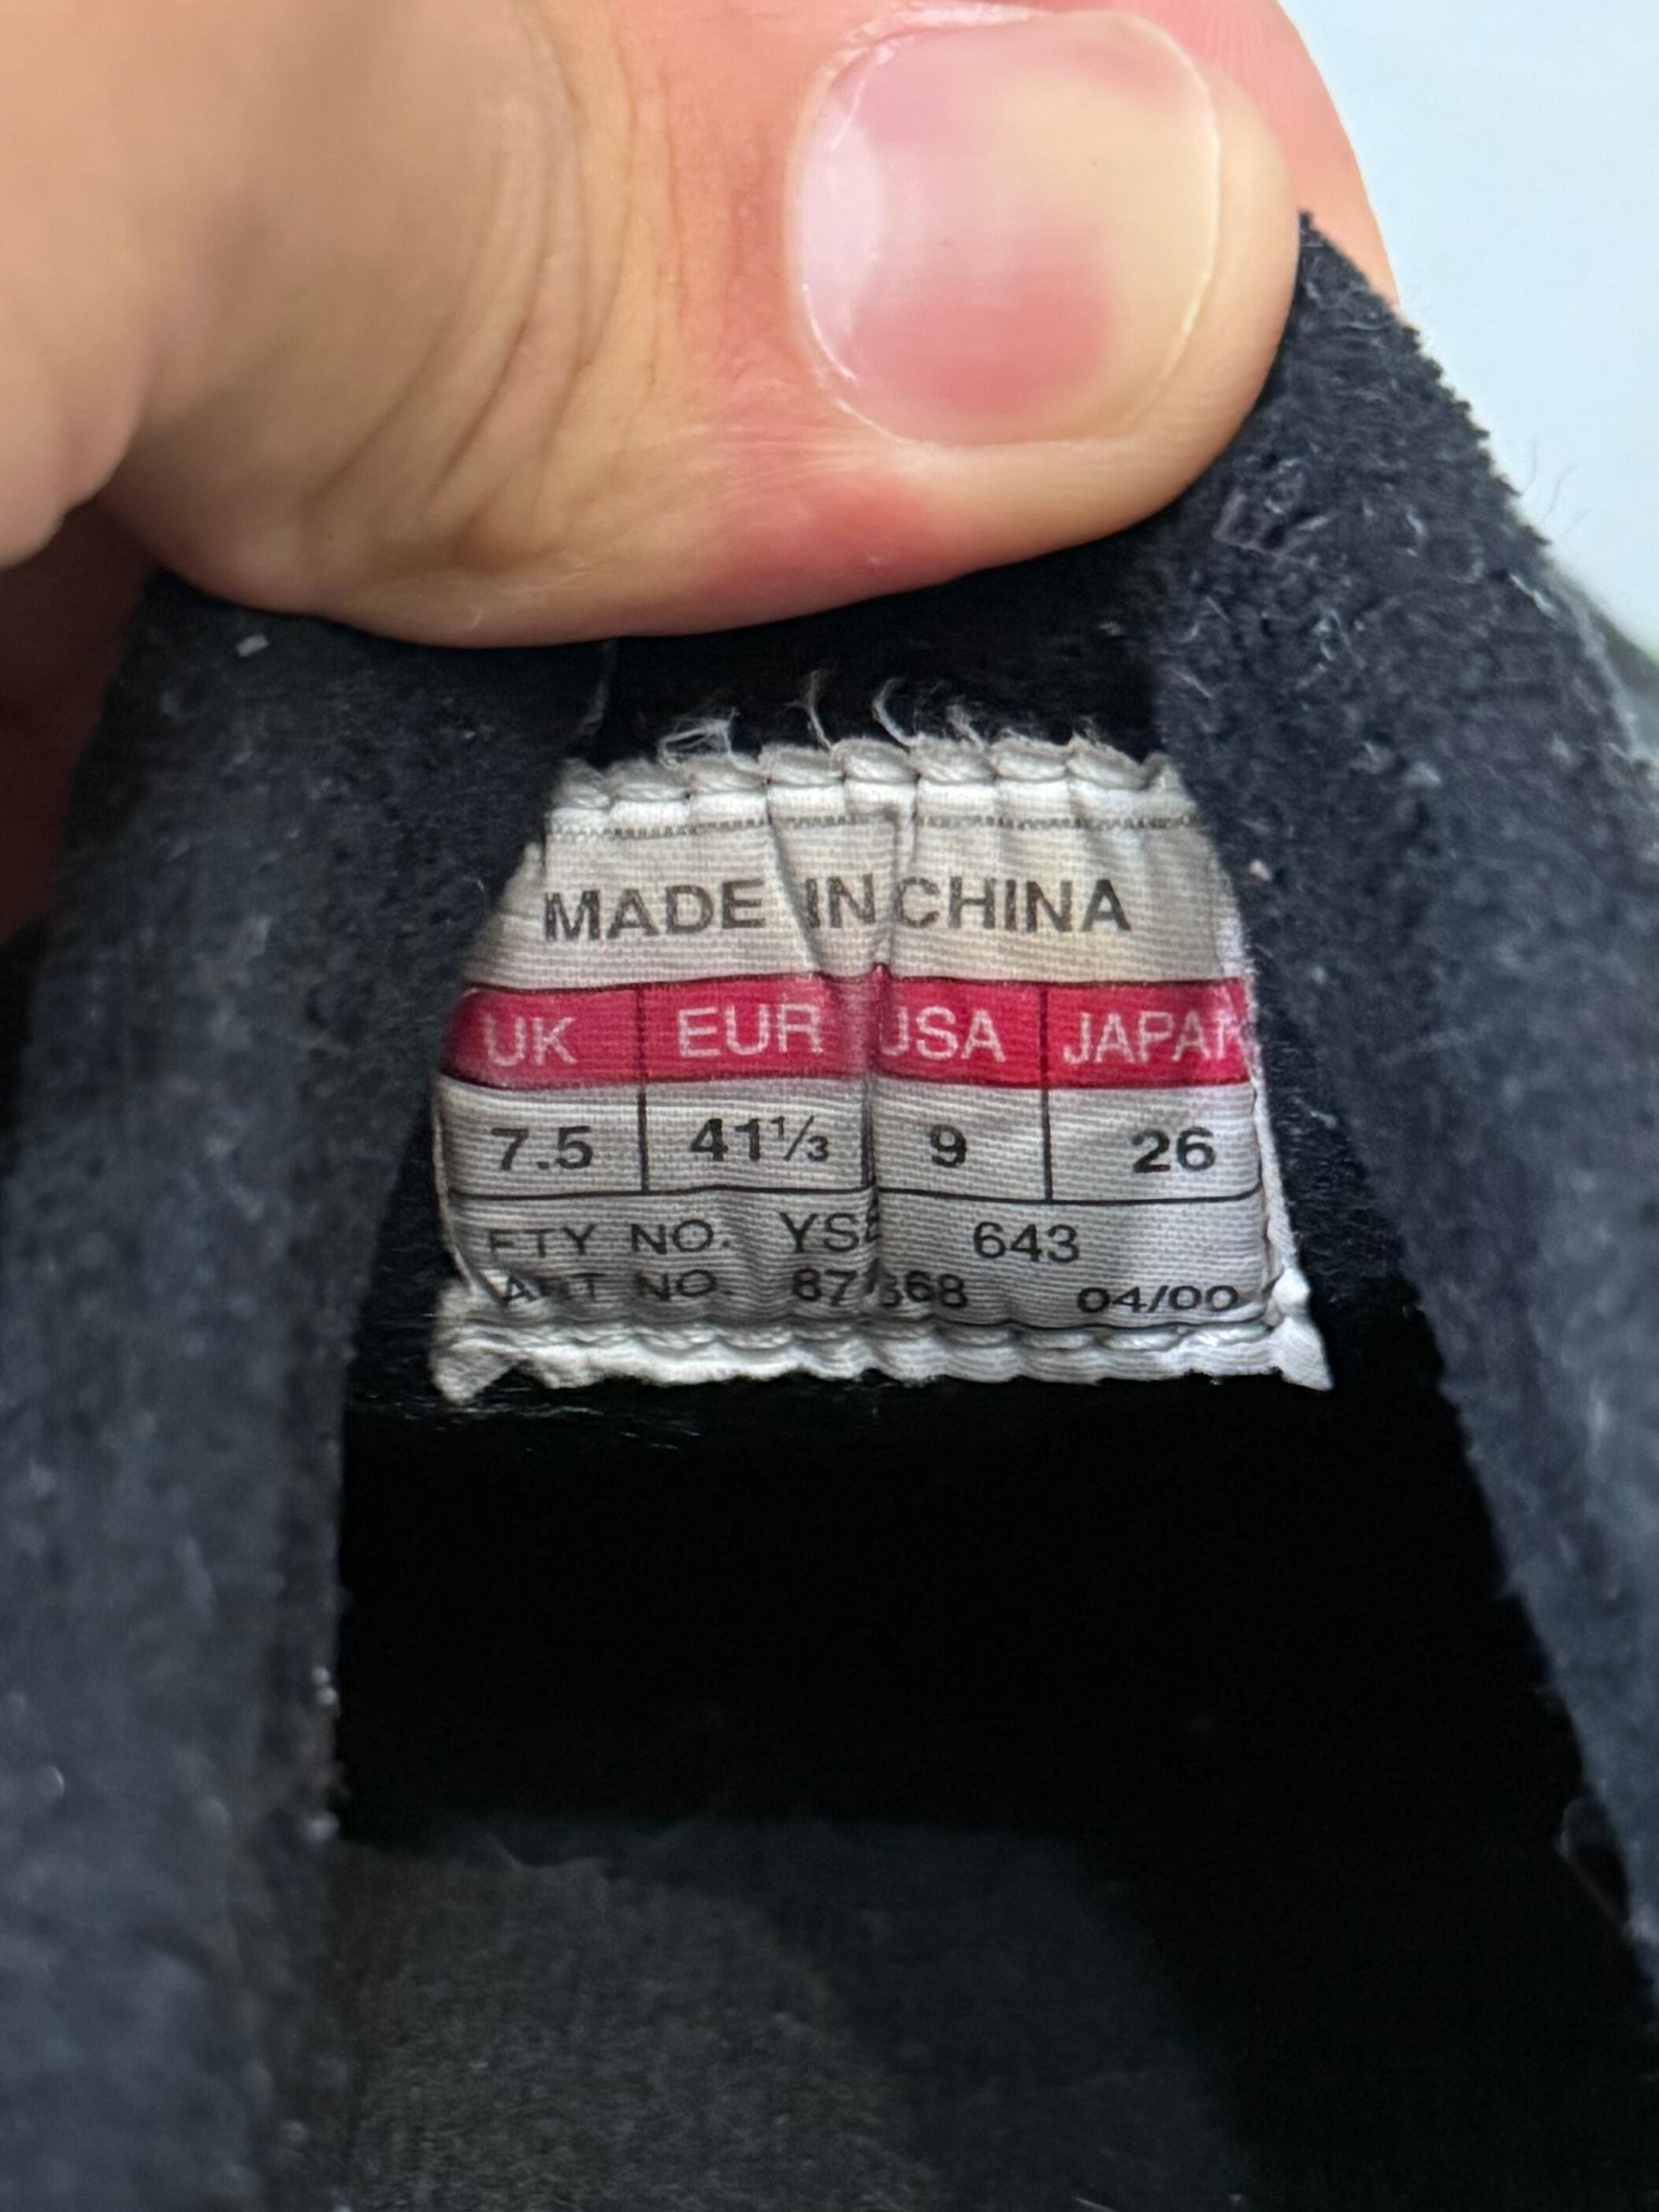 MADE IN CHINA
UK EUR USA JAPAN
7.5 41⅓ 9 26
FTY NO. 643
ART NO. 04/00